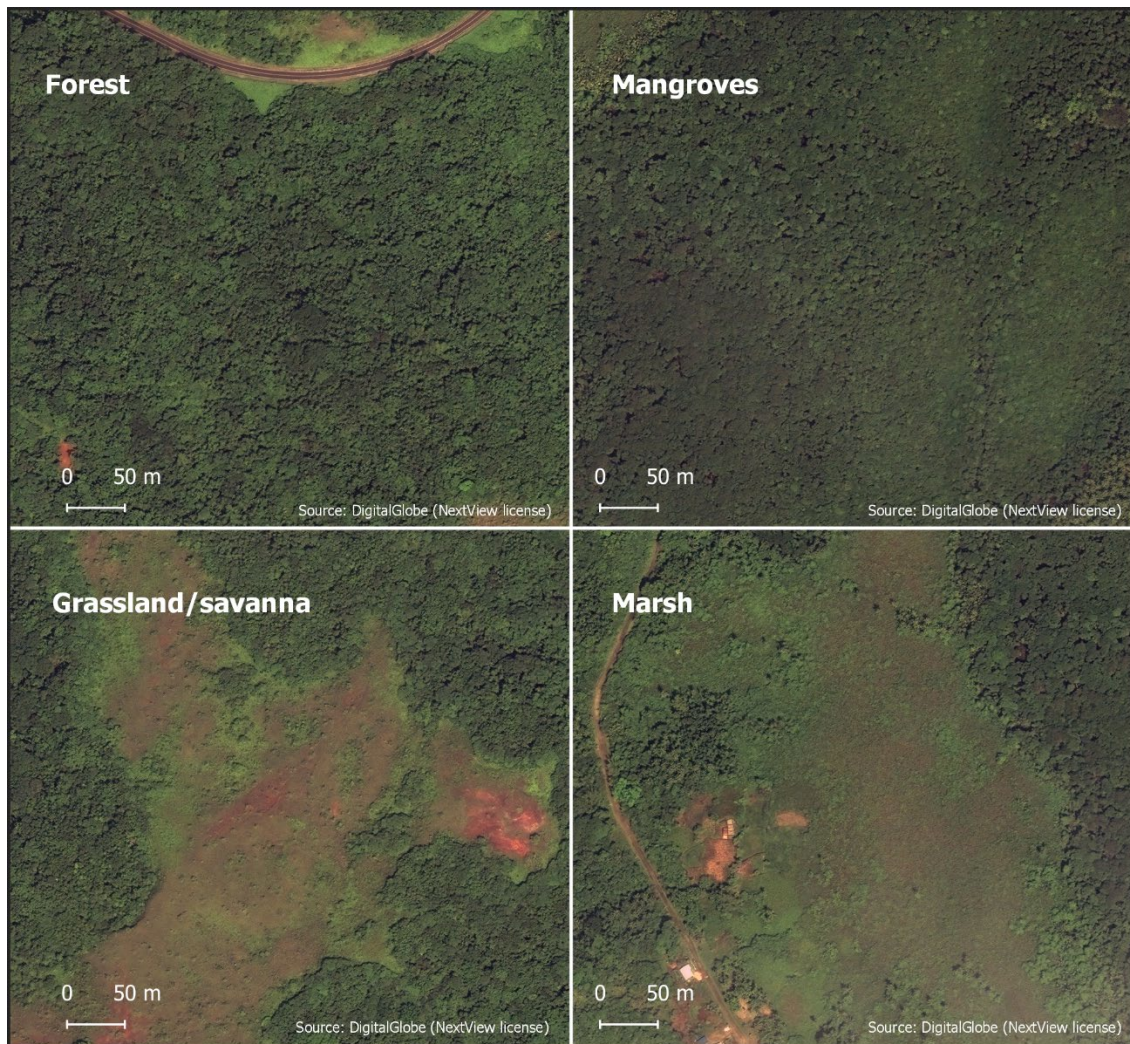 Forest
0 50 m
Source: DigitalGlobe (NextView license)
Mangroves
0 50 m
Source: DigitalGlobe (NextView license)
Grassland/savanna
0 50 m
Source: DigitalGlobe (NextView license)
Marsh
0 50 m
Source: DigitalGlobe (NextView license)